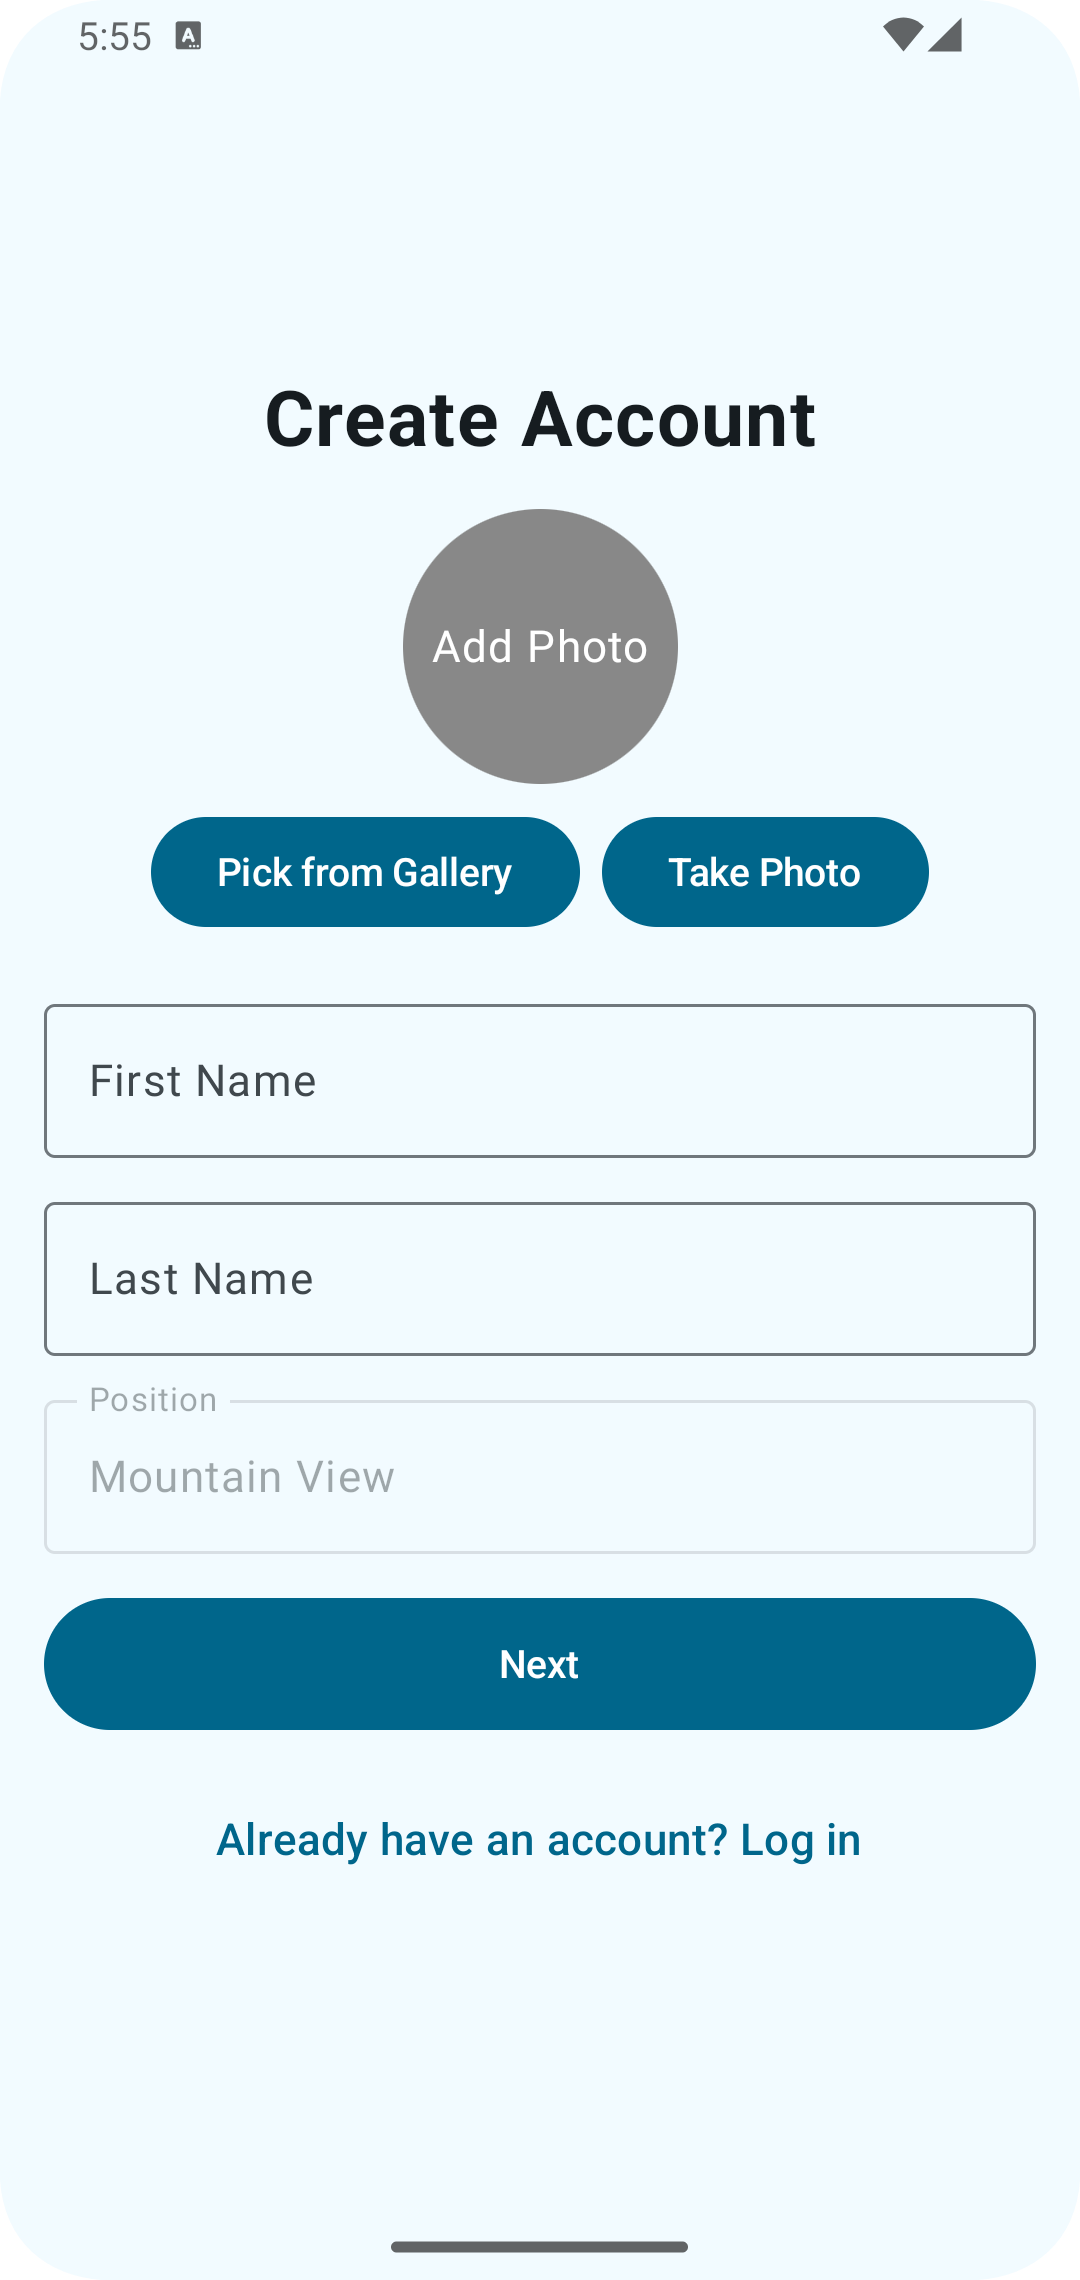 5:55
Create Account
Add Photo
Pick from Gallery
Take Photo
First Name
Last Name
Position
Mountain View
Next
Already have an account? Log in